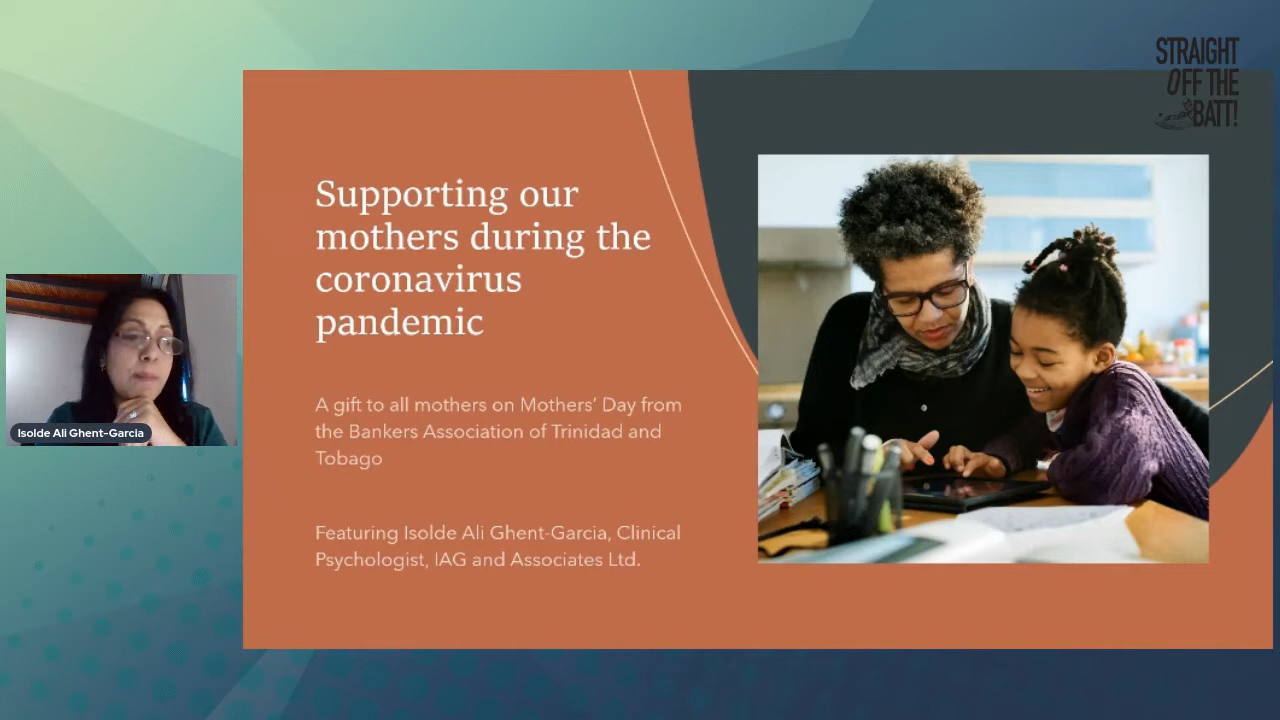 STRAIGHT
OFF THE
BATT!
Supporting our
mothers during the
coronavirus
pandemic
A gift to all mothers on Mothers’ Day from
the Bankers Association of Trinidad and
Tobago
Featuring Isolde Ali Ghent-Garcia, Clinical
Psychologist, IAG and Associates Ltd.
Isolde Ali Ghent-Garcia